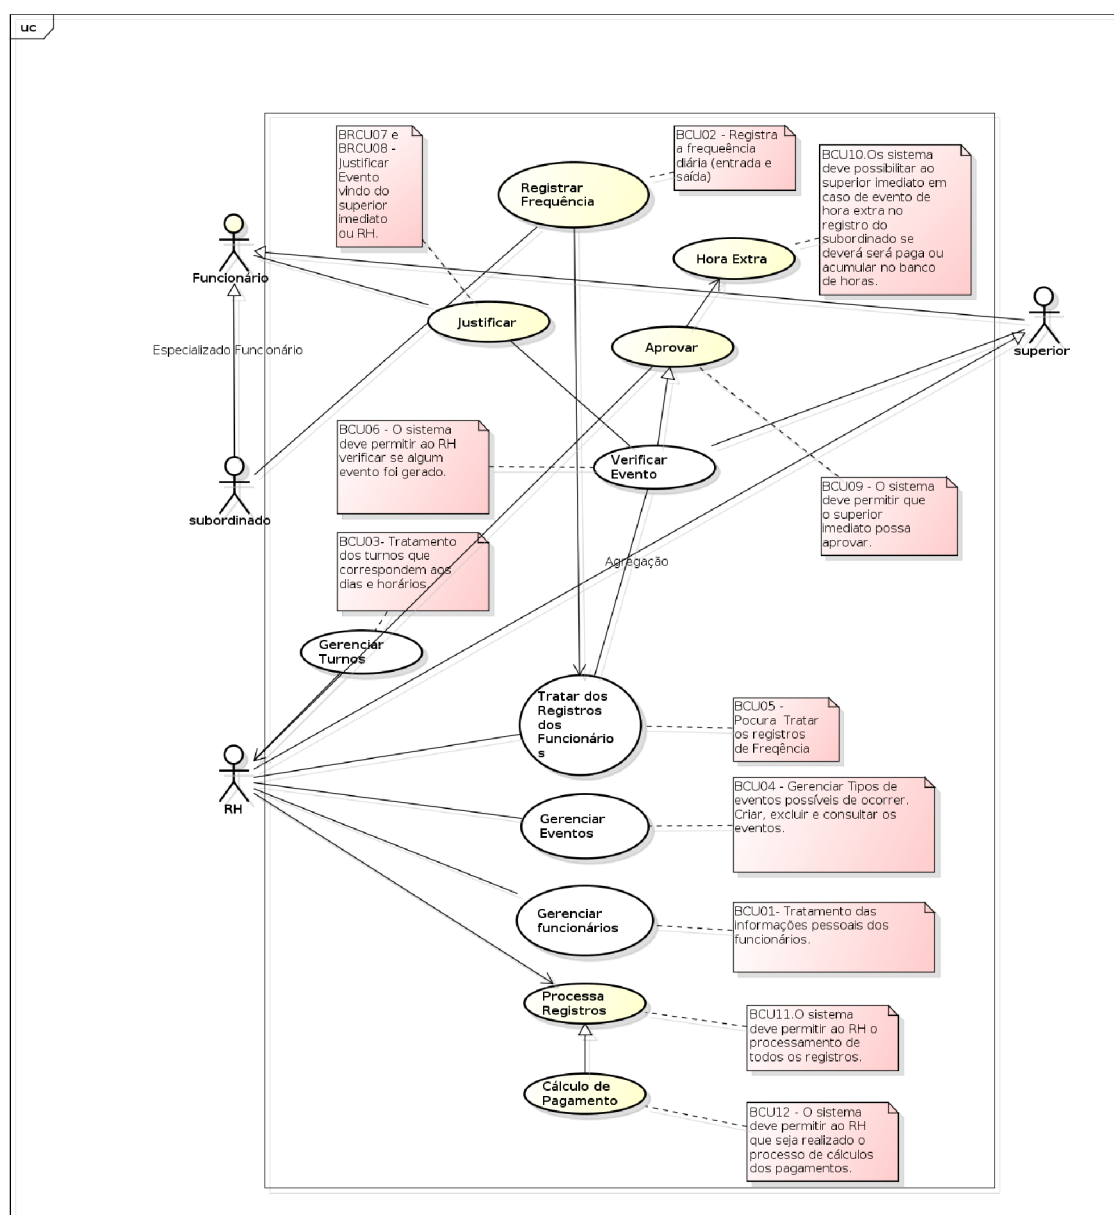 uc
BRCU07 e
BRCU08 -
Justificar
Evento
vindo do
superior
imediato
ou RH.
Registrar
Frequência
BCU02 - Registra
a frequeência
diária (entrada e
saída)
BCU10.Os sistema
deve possibilitar ao
superior imediato em
caso de evento de
hora extra no
registro do
subordinado se
deverá será paga ou
acumular no banco
de horas.
Hora Extra
Funcionário
Justificar
Aprovar
superior
Especializado Funcionário
BCU06 - O sistema
deve permitir ao RH
verificar se algum
evento foi gerado.
Verificar
Evento
subordinado
BCU09 - O sistema
deve permitir que
o superior
imediato possa
aprovar.
BCU03- Tratamento
dos turnos que
correspondem aos
dias e horários.
Agregação
Gerenciar
Turnos
Tratar dos
Registros
dos
Funcionário
s
BCU05 -
Pocura Tratar
os registros
de Freqência
RH
BCU04 - Gerenciar Tipos de
eventos possíveis de ocorrer.
Criar, excluir e consultar os
eventos.
Gerenciar
Eventos
Gerenciar
funcionários
BCU01- Tratamento das
informações pessoais dos
funcionários.
Processa
Registros
BCU11.O sistema
deve permitir ao RH o
processamento de
todos os registros.
Cálculo de
Pagamento
BCU12 - O sistema
deve permitir ao RH
que seja realizado o
processo de cálculos
dos pagamentos.